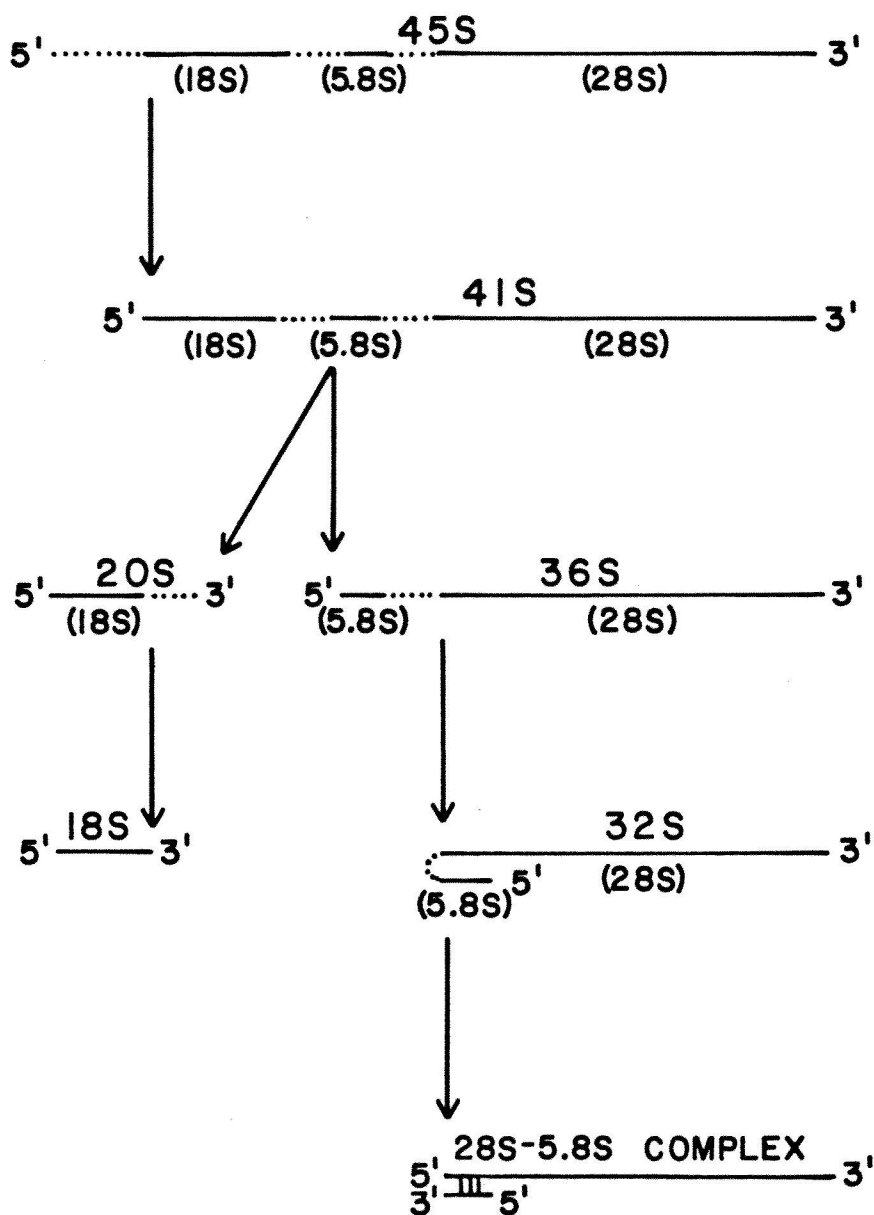 45S
5' 3'
(18S) (5.8S) (28S)
41S
5' 3'
(18S) (5.8S) (28S)
20S 36S
5' 3' 5' 3'
(18S) (5.8S) (28S)
18S 32S
5' 3' 3'
5' (28S)
(5.8S)
28S-5.8S COMPLEX
5' 3'
3' 5'